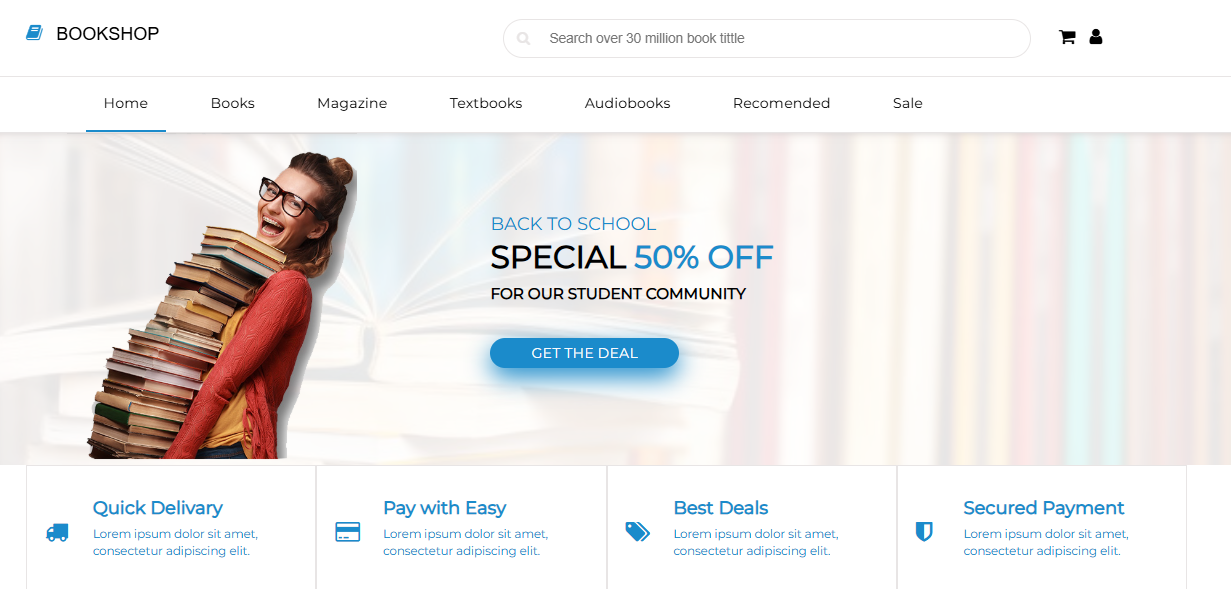 BOOKSHOP
Search over 30 million book tittle
Home Books Magazine Textbooks Audiobooks Recomended Sale
BACK TO SCHOOL
SPECIAL 50% OFF
FOR OUR STUDENT COMMUNITY
GET THE DEAL
Quick Delivary
Lorem ipsum dolor sit amet,
consectetur adipiscing elit.
Pay with Easy
Lorem ipsum dolor sit amet,
consectetur adipiscing elit.
Best Deals
Lorem ipsum dolor sit amet,
consectetur adipiscing elit.
Secured Payment
Lorem ipsum dolor sit amet,
consectetur adipiscing elit.